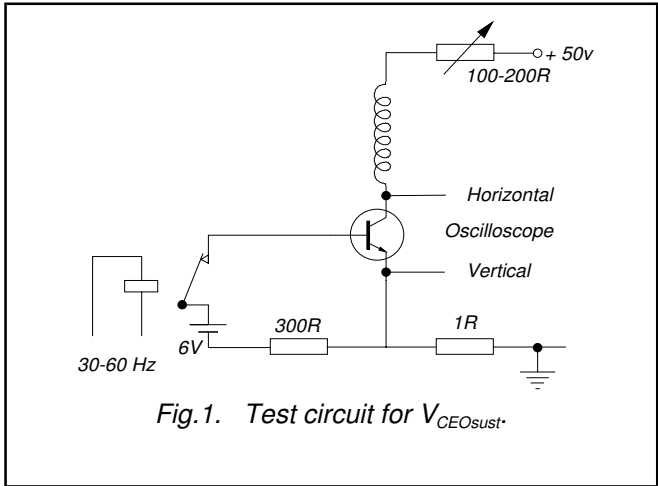 + 50v
100-200R
Horizontal
Oscilloscope
Vertical
300R
1R
6V
30-60 Hz
Fig.1. Test circuit for VCEOsust.